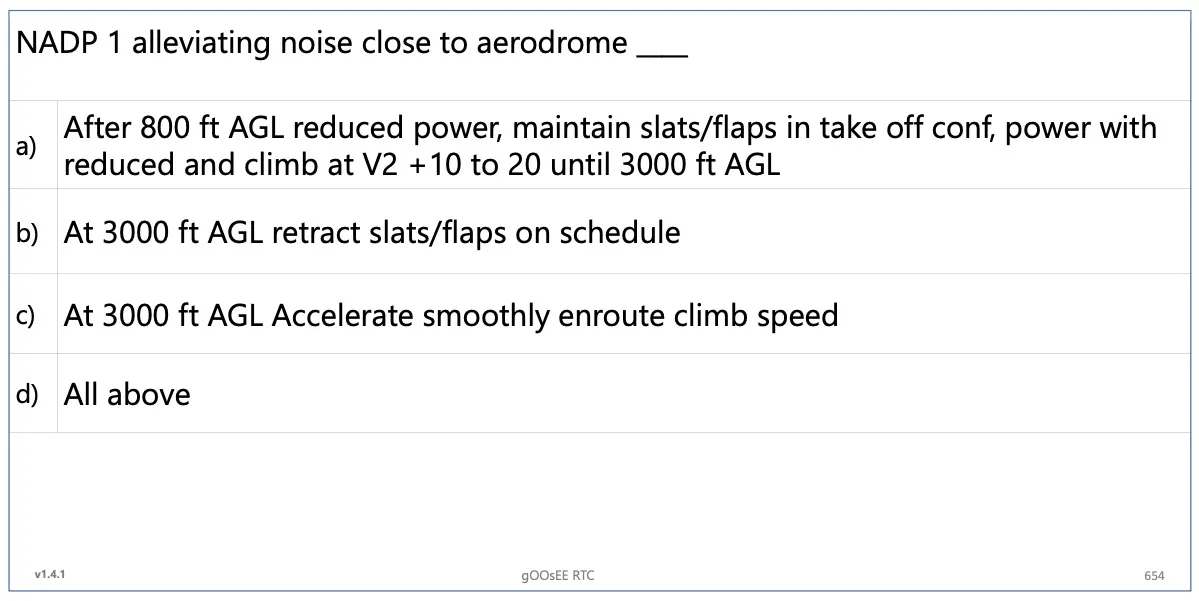 NADP 1 alleviating noise close to aerodrome ____
a) After 800 ft AGL reduced power, maintain slats/flaps in take off conf, power with
reduced and climb at V2 +10 to 20 until 3000 ft AGL
b) At 3000 ft AGL retract slats/flaps on schedule
c) At 3000 ft AGL Accelerate smoothly enroute climb speed
d) All above
v1.4.1 gOOsEE RTC 654